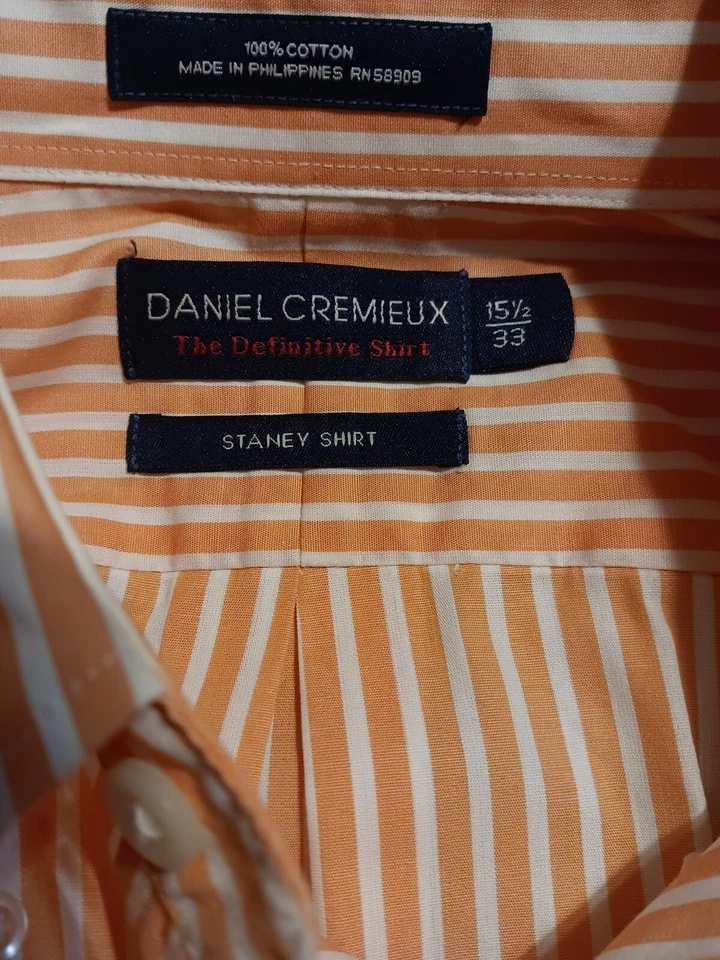 100% COTTON
MADE IN PHILIPPINES RN58909
DANIEL CREMIEUX
The Definitive Shirt
15½
33
STANEY SHIRT